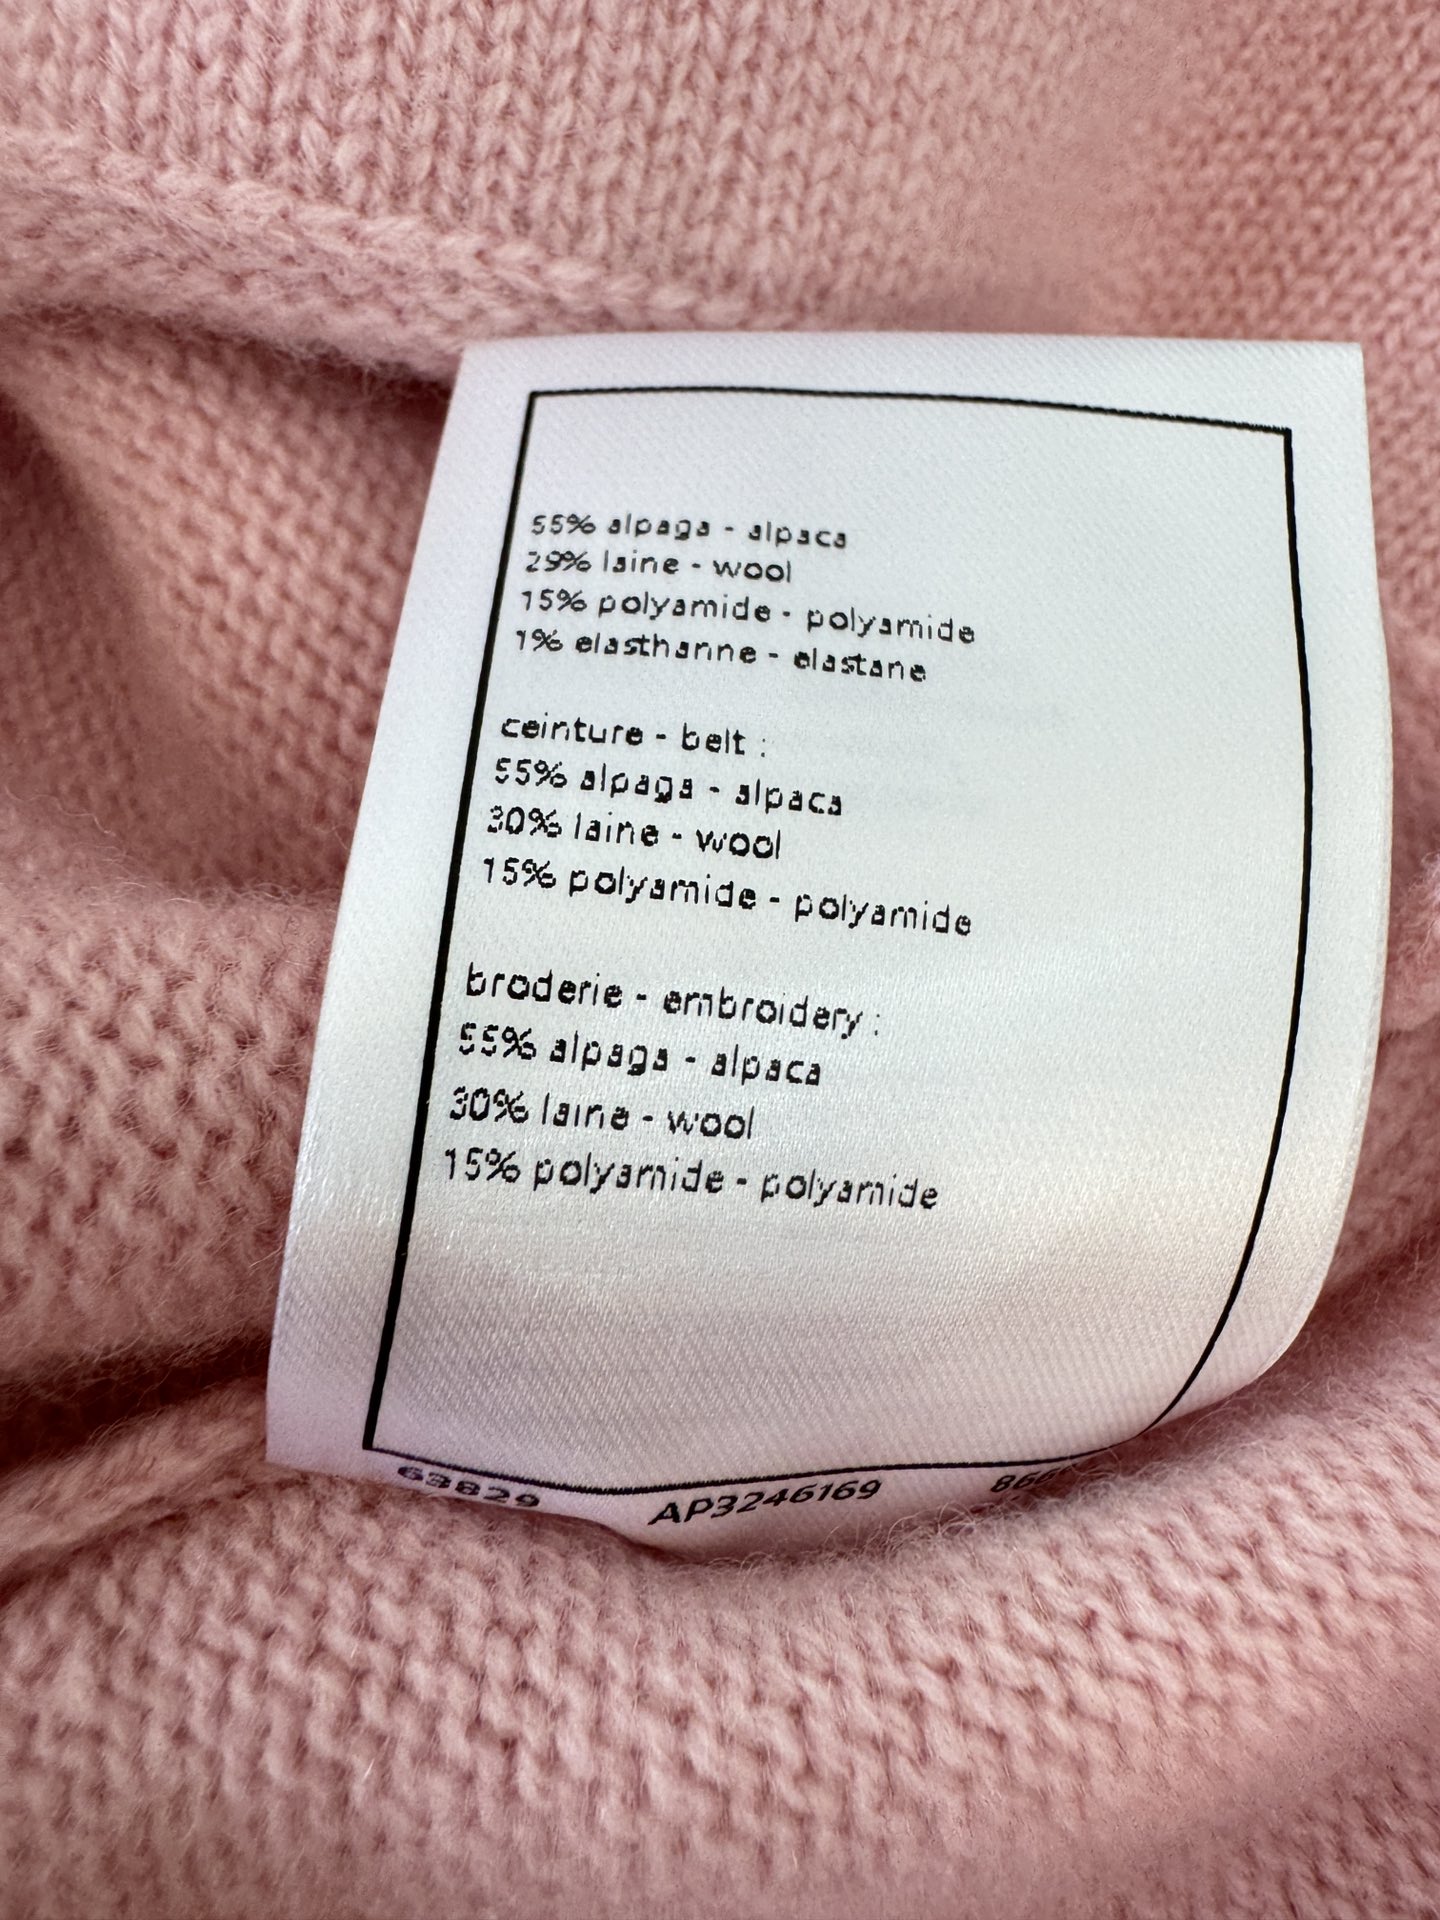 55% alpaga - alpaca
29% laine - wool
15% polyamide - polyamide
1% elasthanne - elastane
ceinture - belt :
55% alpaga - alpaca
30% laine - wool
15% polyamide - polyamide
broderie - embroidery :
55% alpaga - alpaca
30% laine - wool
15% polyamide - polyamide
63829 AP3246169